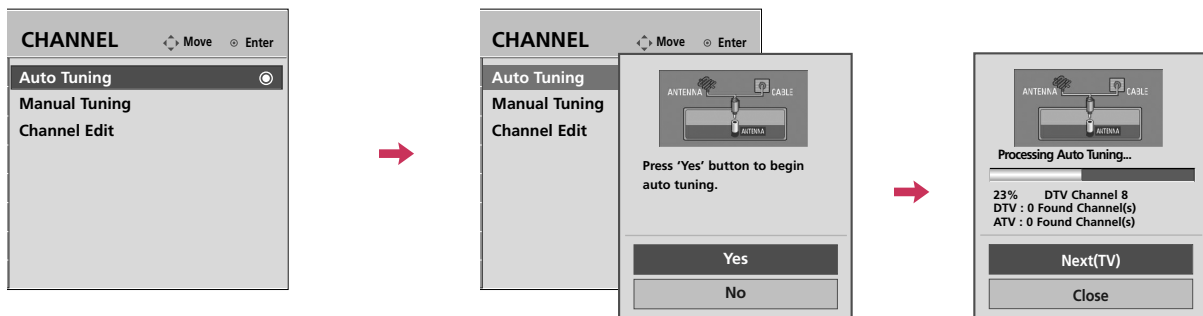 CHANNEL Move Enter
Auto Tuning
Manual Tuning
Channel Edit
CHANNEL Move Enter
Auto Tuning
Manual Tuning
Channel Edit
ANTENNA CABLE
ANTENNA
Press ‘Yes’ button to begin
auto tuning.
Yes
No
ANTENNA CABLE
ANTENNA
Processing Auto Tuning...
23% DTV Channel 8
DTV : 0 Found Channel(s)
ATV : 0 Found Channel(s)
Next(TV)
Close